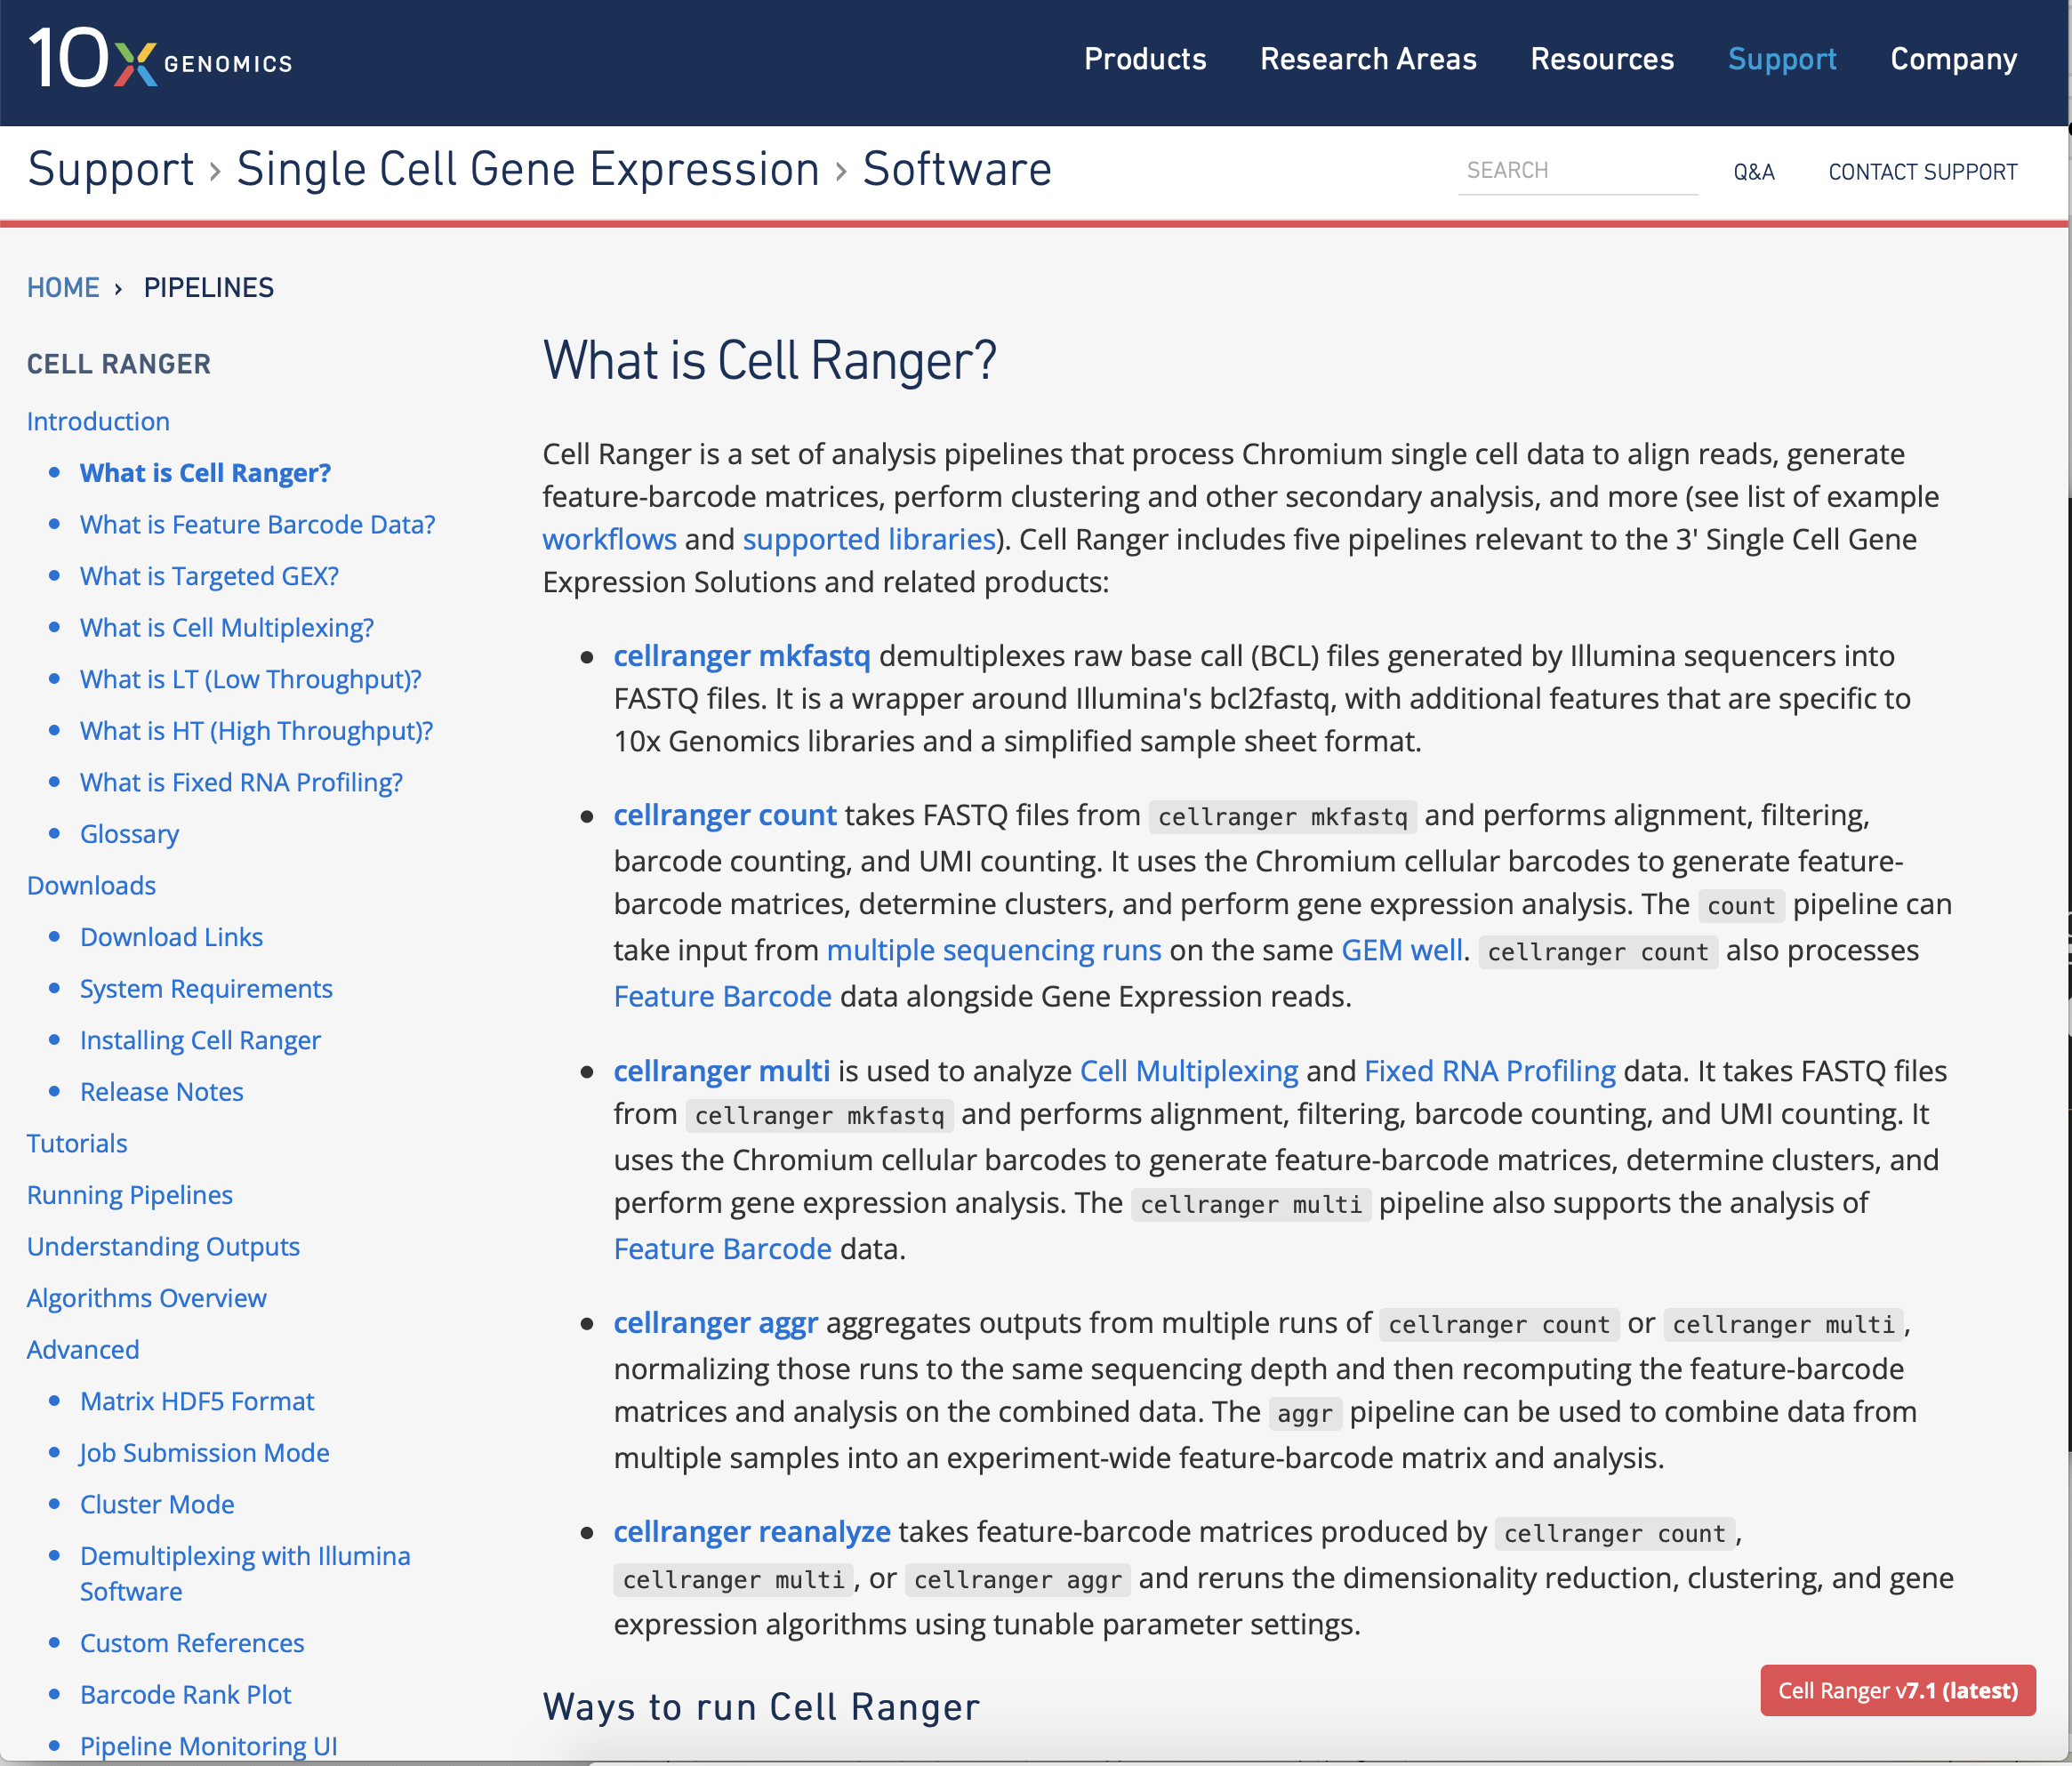 10x GENOMICS
Products Research Areas Resources Support Company
Support › Single Cell Gene Expression › Software
SEARCH Q&A CONTACT SUPPORT
HOME › PIPELINES
CELL RANGER
Introduction
• What is Cell Ranger?
• What is Feature Barcode Data?
• What is Targeted GEX?
• What is Cell Multiplexing?
• What is LT (Low Throughput)?
• What is HT (High Throughput)?
• What is Fixed RNA Profiling?
• Glossary
Downloads
• Download Links
• System Requirements
• Installing Cell Ranger
• Release Notes
Tutorials
Running Pipelines
Understanding Outputs
Algorithms Overview
Advanced
• Matrix HDF5 Format
• Job Submission Mode
• Cluster Mode
• Demultiplexing with Illumina
Software
• Custom References
• Barcode Rank Plot
• Pipeline Monitoring UI
What is Cell Ranger?
Cell Ranger is a set of analysis pipelines that process Chromium single cell data to align reads, generate
feature-barcode matrices, perform clustering and other secondary analysis, and more (see list of example
workflows and supported libraries). Cell Ranger includes five pipelines relevant to the 3' Single Cell Gene
Expression Solutions and related products:
• cellranger mkfastq demultiplexes raw base call (BCL) files generated by Illumina sequencers into
FASTQ files. It is a wrapper around Illumina's bcl2fastq, with additional features that are specific to
10x Genomics libraries and a simplified sample sheet format.
• cellranger count takes FASTQ files from cellranger mkfastq and performs alignment, filtering,
barcode counting, and UMI counting. It uses the Chromium cellular barcodes to generate feature-
barcode matrices, determine clusters, and perform gene expression analysis. The count pipeline can
take input from multiple sequencing runs on the same GEM well. cellranger count also processes
Feature Barcode data alongside Gene Expression reads.
• cellranger multi is used to analyze Cell Multiplexing and Fixed RNA Profiling data. It takes FASTQ files
from cellranger mkfastq and performs alignment, filtering, barcode counting, and UMI counting. It
uses the Chromium cellular barcodes to generate feature-barcode matrices, determine clusters, and
perform gene expression analysis. The cellranger multi pipeline also supports the analysis of
Feature Barcode data.
• cellranger aggr aggregates outputs from multiple runs of cellranger count or cellranger multi,
normalizing those runs to the same sequencing depth and then recomputing the feature-barcode
matrices and analysis on the combined data. The aggr pipeline can be used to combine data from
multiple samples into an experiment-wide feature-barcode matrix and analysis.
• cellranger reanalyze takes feature-barcode matrices produced by cellranger count,
cellranger multi, or cellranger aggr and reruns the dimensionality reduction, clustering, and gene
expression algorithms using tunable parameter settings.
Ways to run Cell Ranger
Cell Ranger v7.1 (latest)